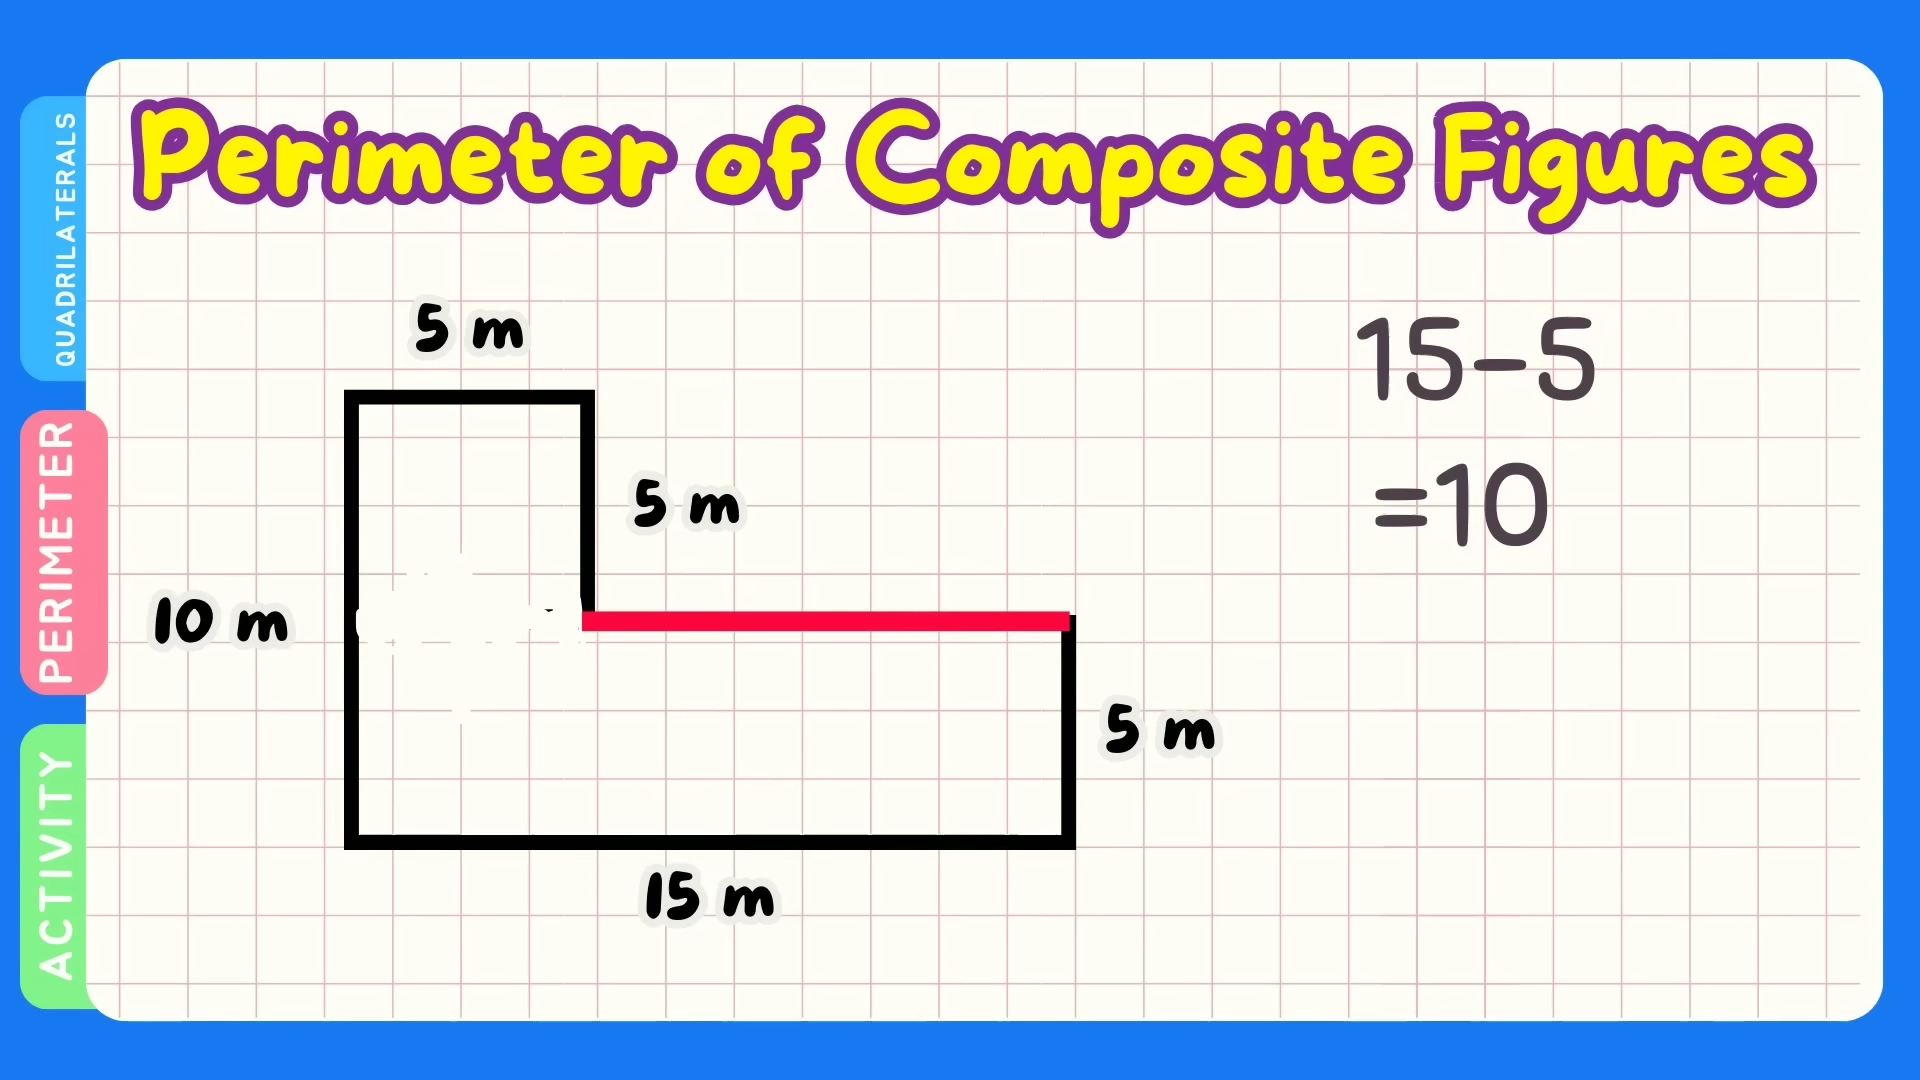 Perimeter of Composite Figures
QUADRILATERALS
PERIMETER
ACTIVITY
5 m
5 m
10 m
5 m
15 m
15-5
=10